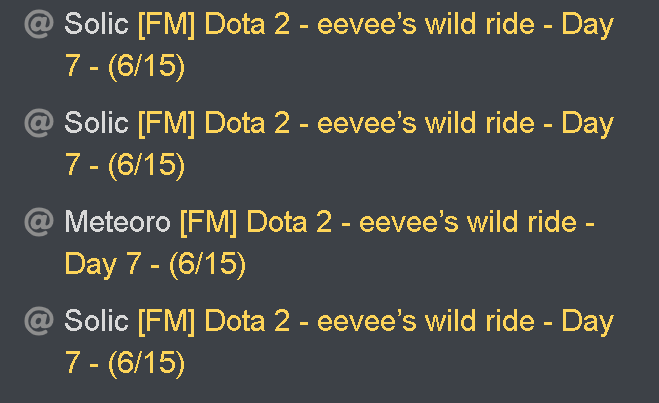 @ Solic [FM] Dota 2 - eevee’s wild ride - Day
7 - (6/15)
@ Solic [FM] Dota 2 - eevee’s wild ride - Day
7 - (6/15)
@ Meteoro [FM] Dota 2 - eevee’s wild ride -
Day 7 - (6/15)
@ Solic [FM] Dota 2 - eevee’s wild ride - Day
7 - (6/15)